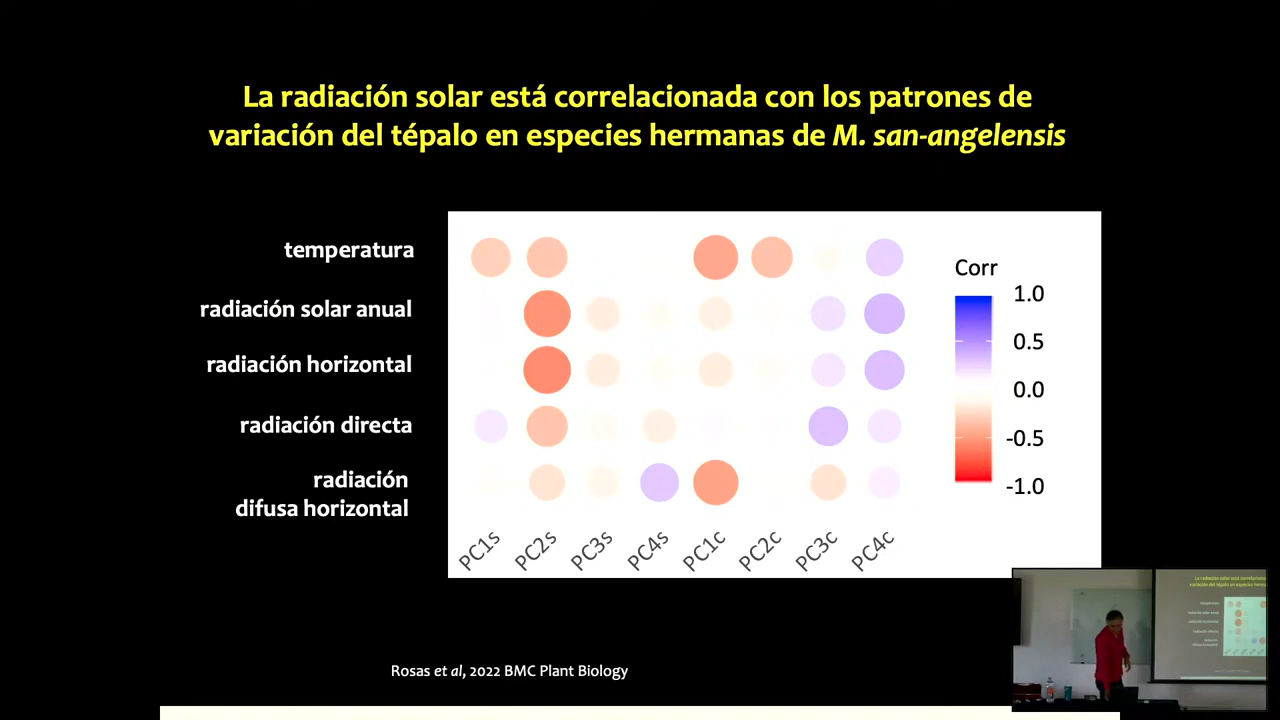 La radiación solar está correlacionada con los patrones de
variación del tépalo en especies hermanas de M. san-angelensis
temperatura
radiación solar anual
radiación horizontal
radiación directa
radiación
difusa horizontal
Corr
1.0
0.5
0.0
-0.5
-1.0
PC1s
PC2s
PC3s
PC4s
PC1c
PC2c
PC3c
PC4c
Rosas et al, 2022 BMC Plant Biology